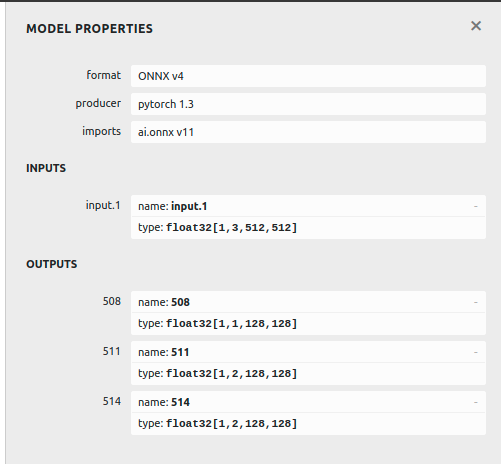 MODEL PROPERTIES ×
format ONNX v4
producer pytorch 1.3
imports ai.onnx v11
INPUTS
input.1 name: input.1 -
type: float32[1,3,512,512]
OUTPUTS
508 name: 508 -
type: float32[1,1,128,128]
511 name: 511 -
type: float32[1,2,128,128]
514 name: 514 -
type: float32[1,2,128,128]